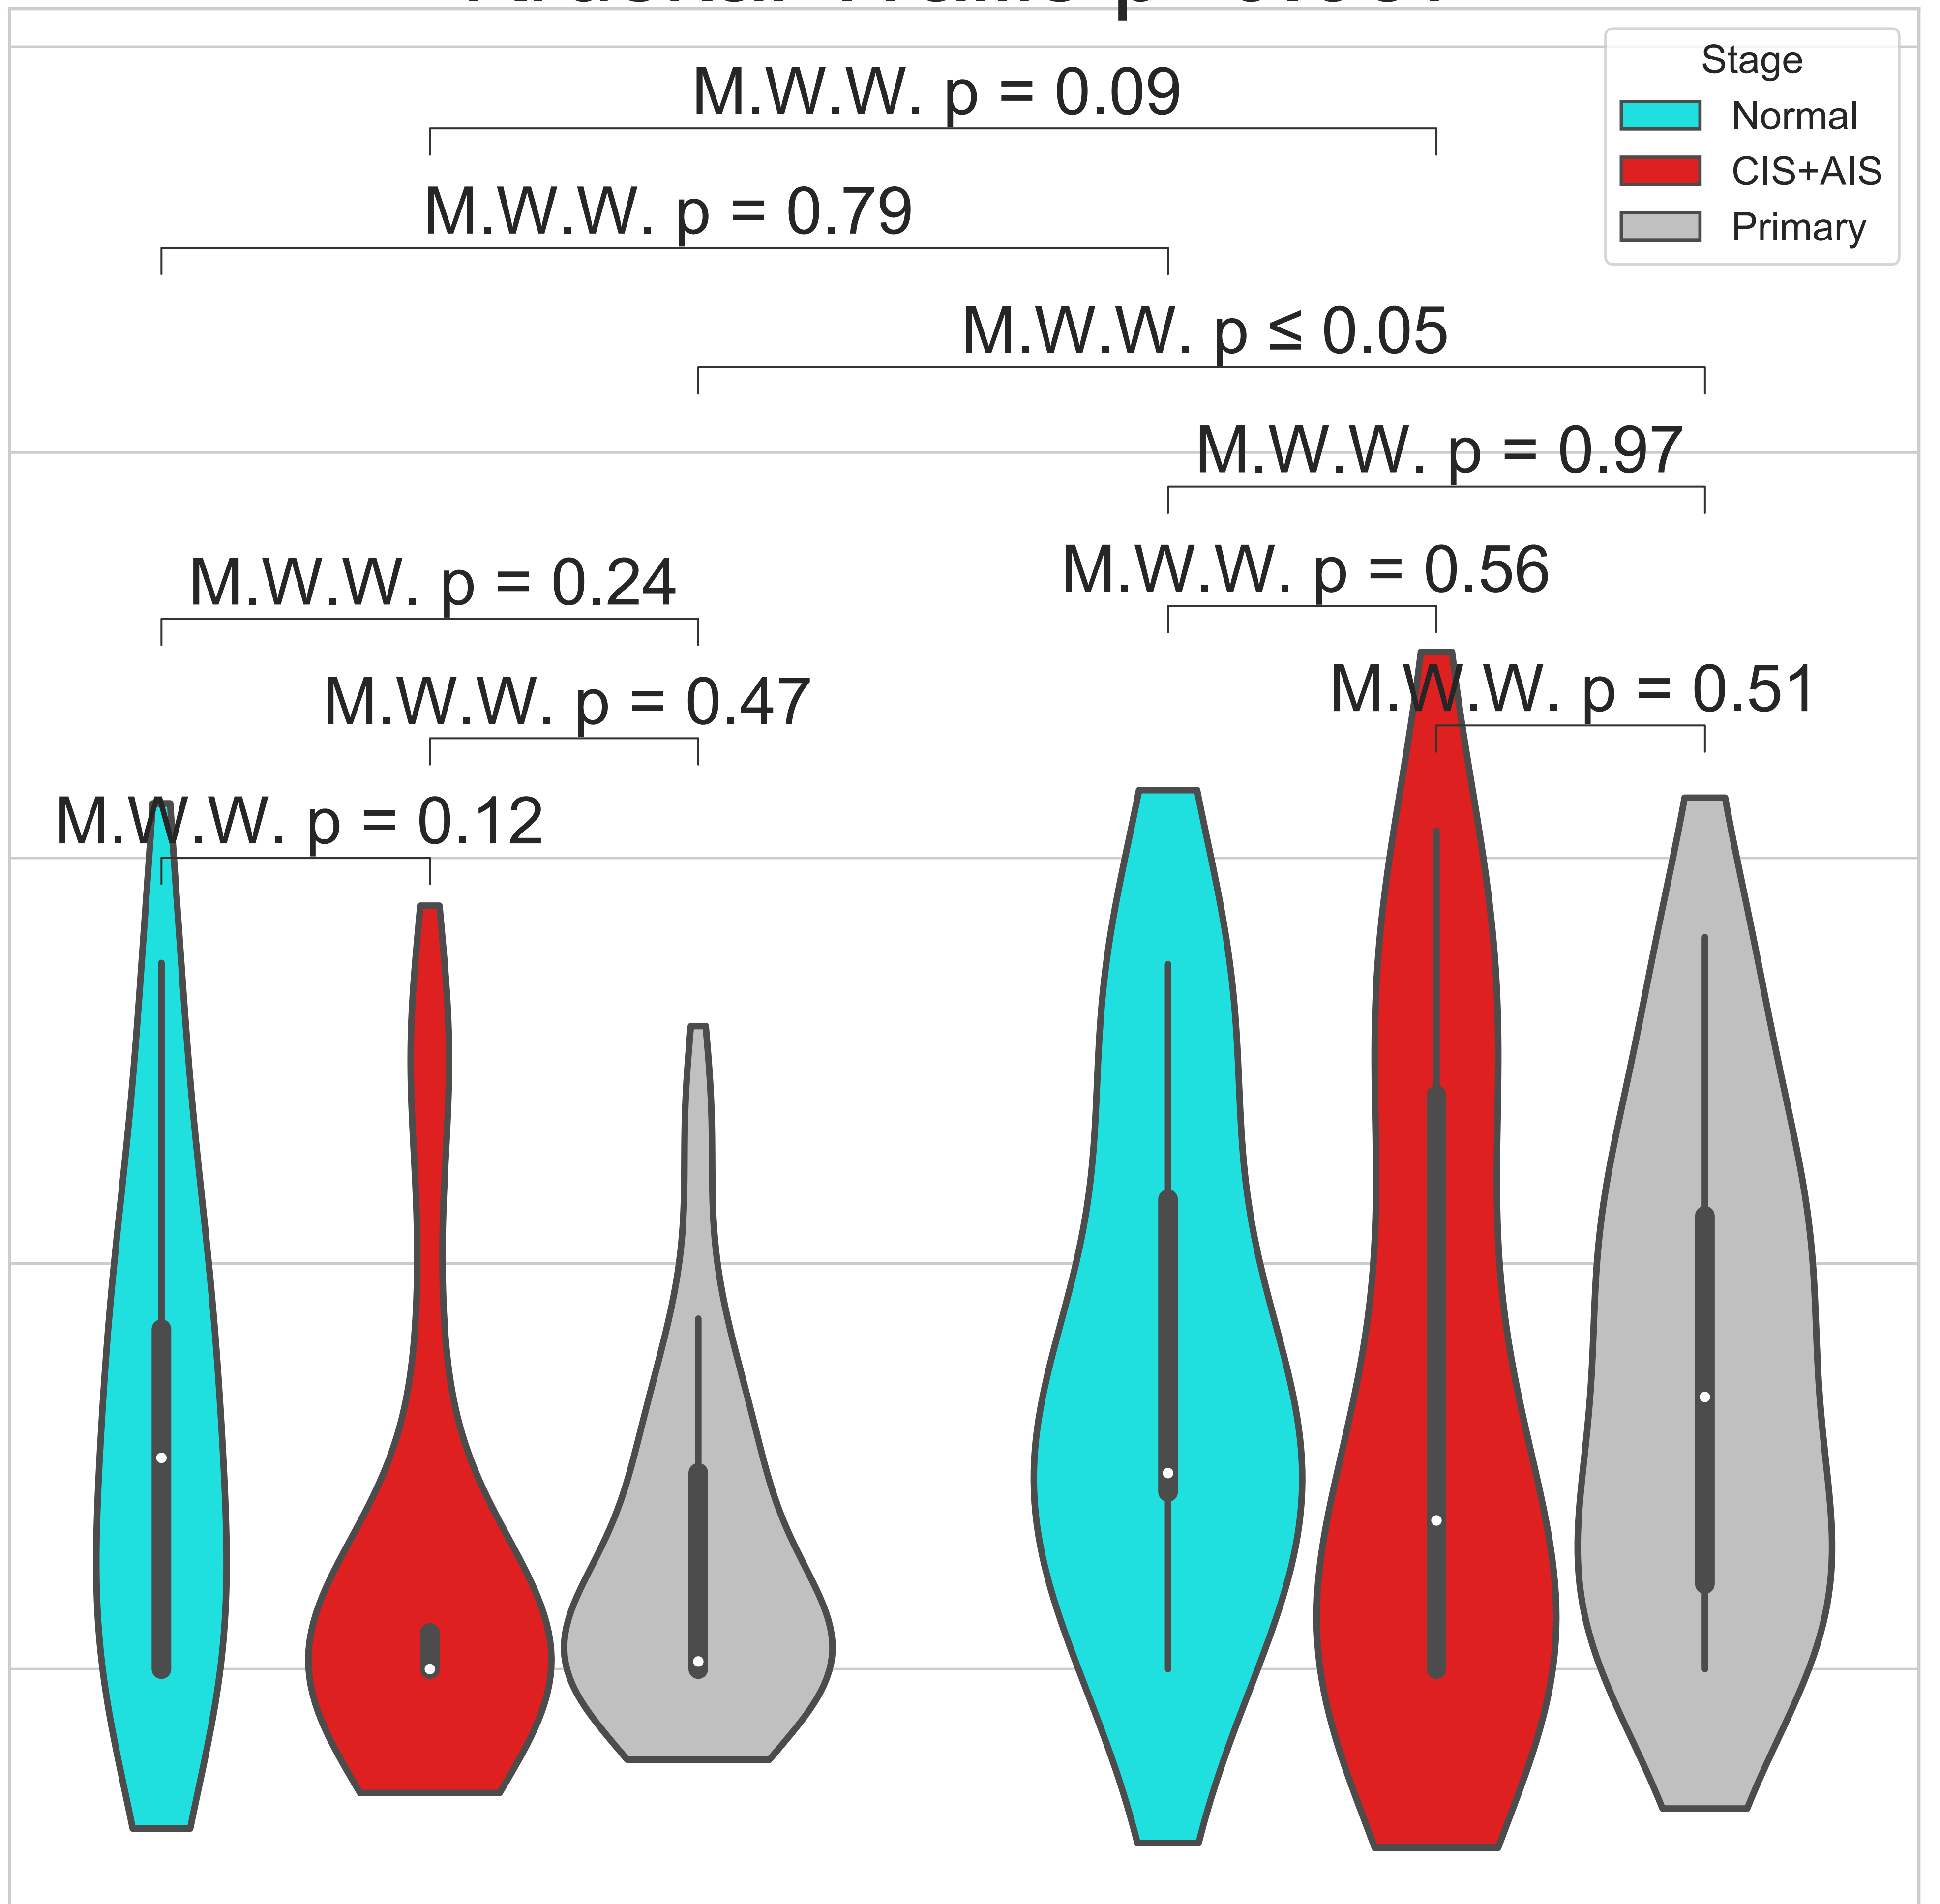 Stage
Normal
CIS+AIS
Primary
M.W.W. p = 0.09
M.W.W. p = 0.79
M.W.W. p ≤ 0.05
M.W.W. p = 0.97
M.W.W. p = 0.24
M.W.W. p = 0.56
M.W.W. p = 0.47
M.W.W. p = 0.51
M.W.W. p = 0.12